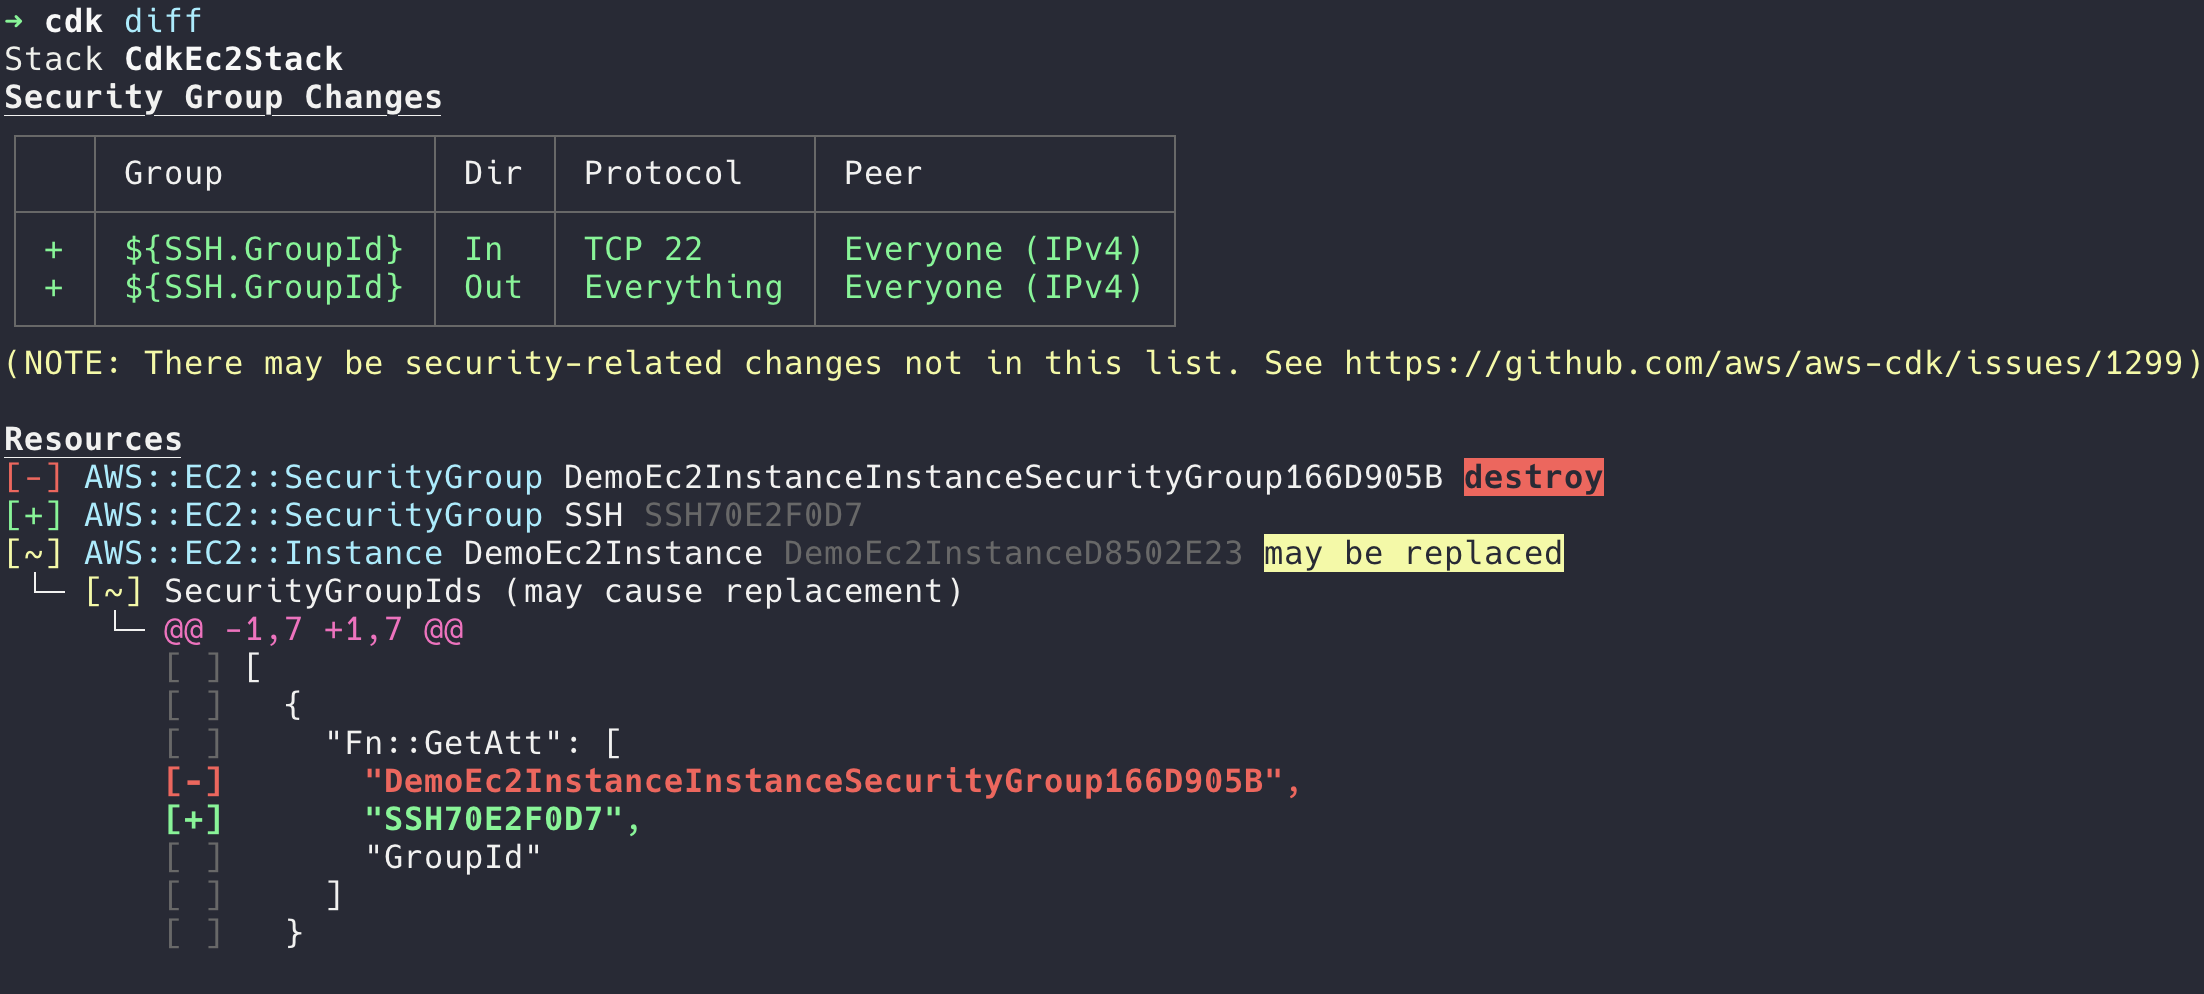 ➜ cdk diff
Stack CdkEc2Stack
Security Group Changes
Group Dir Protocol Peer
+ ${SSH.GroupId} In TCP 22 Everyone (IPv4)
+ ${SSH.GroupId} Out Everything Everyone (IPv4)
(NOTE: There may be security-related changes not in this list. See https://github.com/aws/aws-cdk/issues/1299)
Resources
[-] AWS::EC2::SecurityGroup DemoEc2InstanceInstanceSecurityGroup166D905B destroy
[+] AWS::EC2::SecurityGroup SSH SSH70E2F0D7
[~] AWS::EC2::Instance DemoEc2Instance DemoEc2InstanceD8502E23 may be replaced
└─ [~] SecurityGroupIds (may cause replacement)
└─ @@ -1,7 +1,7 @@
[ ] [
[ ]   {
[ ]     "Fn::GetAtt": [
[-]       "DemoEc2InstanceInstanceSecurityGroup166D905B",
[+]       "SSH70E2F0D7",
[ ]       "GroupId"
[ ]     ]
[ ]   }